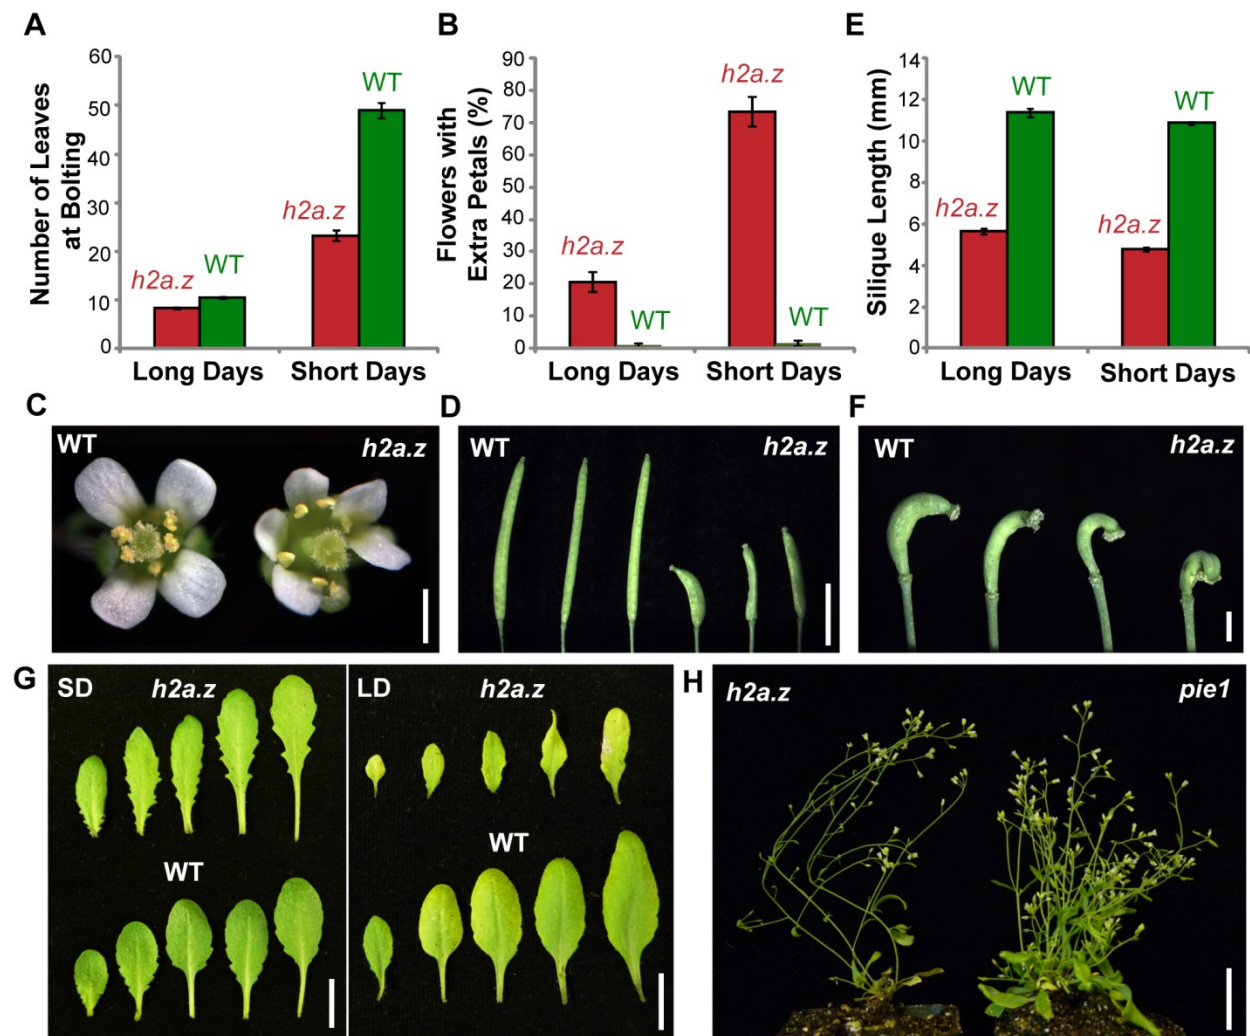 A
Number of Leaves
at Bolting
60
50
40
30
20
10
0
h2a.z
WT
h2a.z
WT
Long Days
Short Days
B
Flowers with
Extra Petals (%)
90
80
70
60
50
40
30
20
10
0
h2a.z
WT
h2a.z
WT
Long Days
Short Days
E
Silique Length (mm)
14
12
10
8
6
4
2
0
h2a.z
WT
h2a.z
WT
Long Days
Short Days
C
WT
h2a.z
D
WT
h2a.z
F
WT
h2a.z
G
SD
h2a.z
WT
LD
h2a.z
WT
H
h2a.z
pie1